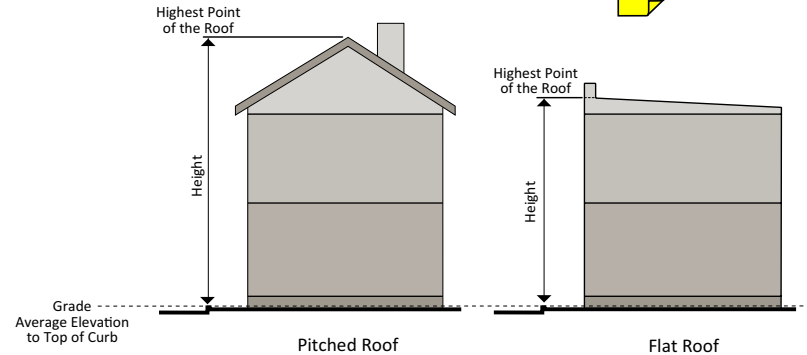 Highest Point
of the Roof
Height
Highest Point
of the Roof
Height
Grade
Average Elevation
to Top of Curb
Pitched Roof
Flat Roof